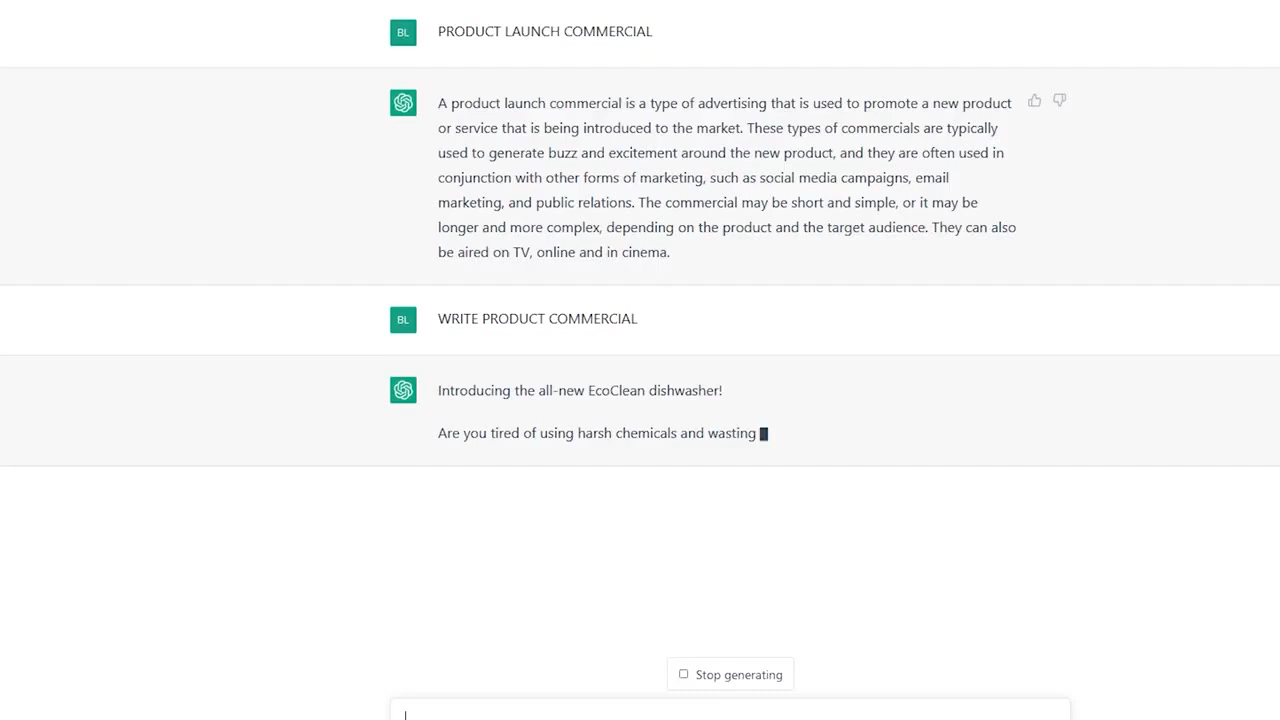 BL
PRODUCT LAUNCH COMMERCIAL
A product launch commercial is a type of advertising that is used to promote a new product
or service that is being introduced to the market. These types of commercials are typically
used to generate buzz and excitement around the new product, and they are often used in
conjunction with other forms of marketing, such as social media campaigns, email
marketing, and public relations. The commercial may be short and simple, or it may be
longer and more complex, depending on the product and the target audience. They can also
be aired on TV, online and in cinema.
BL
WRITE PRODUCT COMMERCIAL
Introducing the all-new EcoClean dishwasher!
Are you tired of using harsh chemicals and wasting
Stop generating